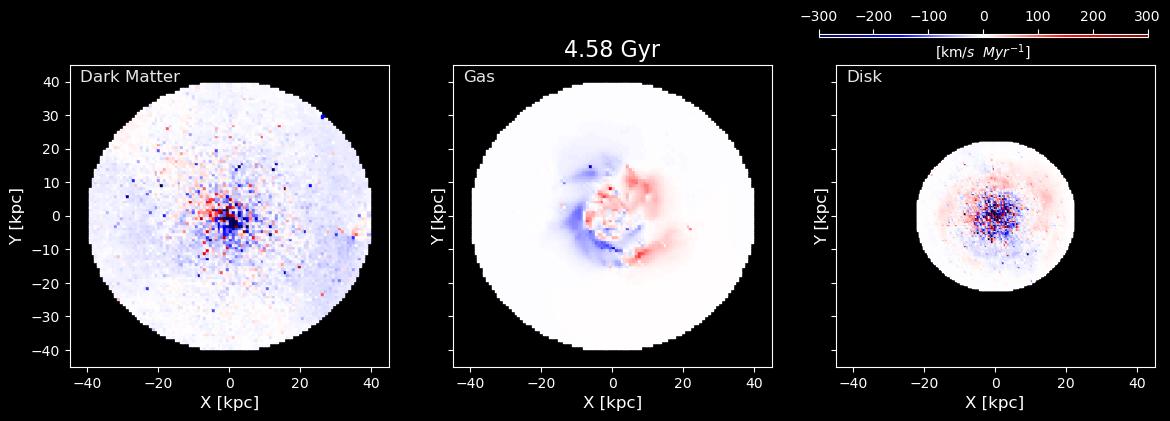 −300 −200 −100 0 100 200 300
[km/s Myr⁻¹]
4.58 Gyr
Dark Matter
Gas
Disk
40
30
20
10
0
−10
−20
−30
−40
Y [kpc]
Y [kpc]
Y [kpc]
−40 −20 0 20 40
−40 −20 0 20 40
−40 −20 0 20 40
X [kpc]
X [kpc]
X [kpc]